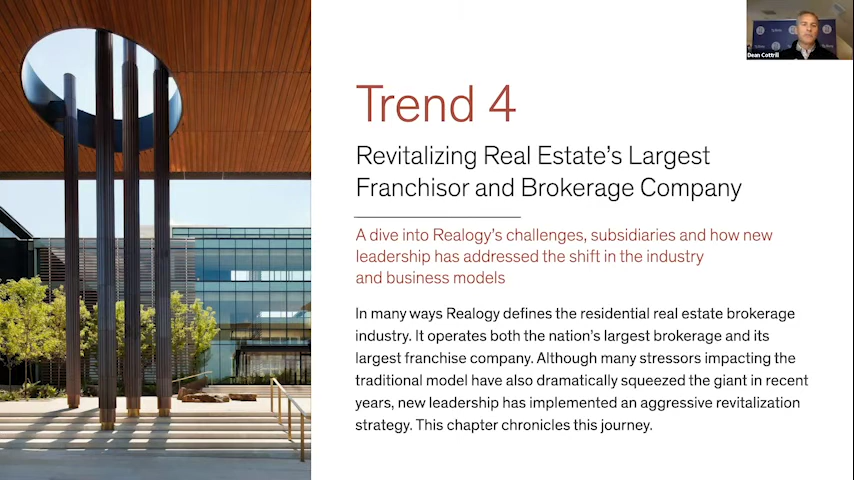 Dean Cottrill
Trend 4
Revitalizing Real Estate's Largest
Franchisor and Brokerage Company
A dive into Realogy's challenges, subsidiaries and how new
leadership has addressed the shift in the industry
and business models
In many ways Realogy defines the residential real estate brokerage
industry. It operates both the nation's largest brokerage and its
largest franchise company. Although many stressors impacting the
traditional model have also dramatically squeezed the giant in recent
years, new leadership has implemented an aggressive revitalization
strategy. This chapter chronicles this journey.